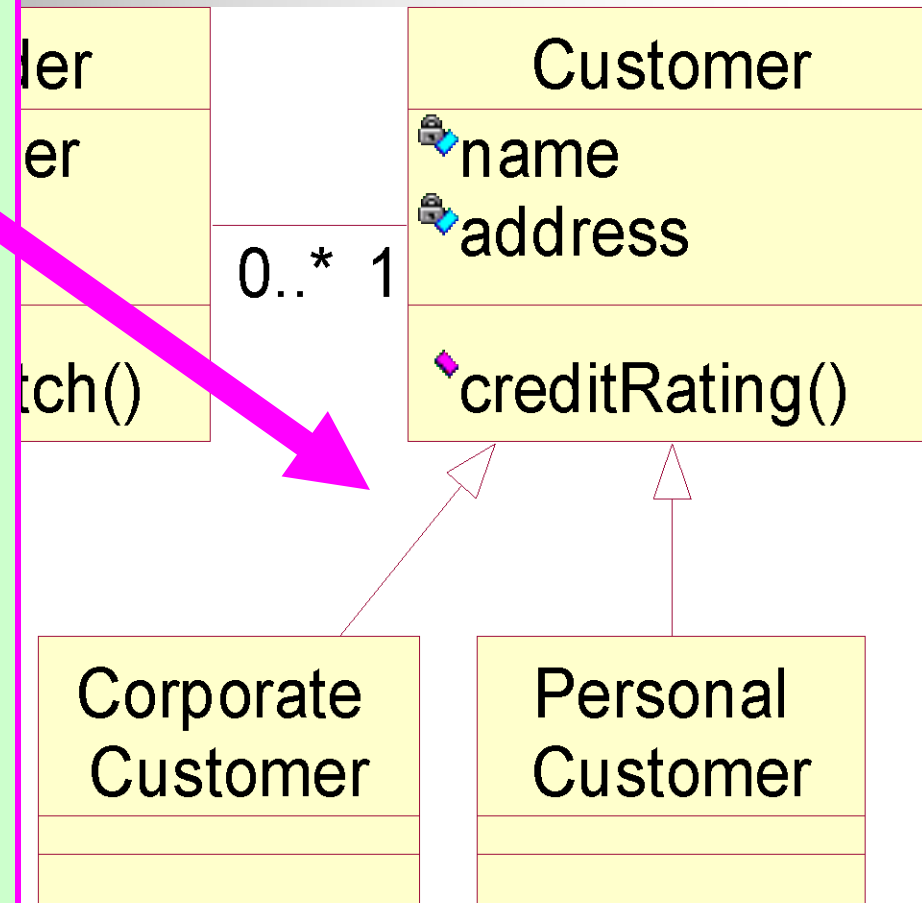 der
er
tch()
0..* 1
Customer
name
address
creditRating()
Corporate
Customer
Personal
Customer